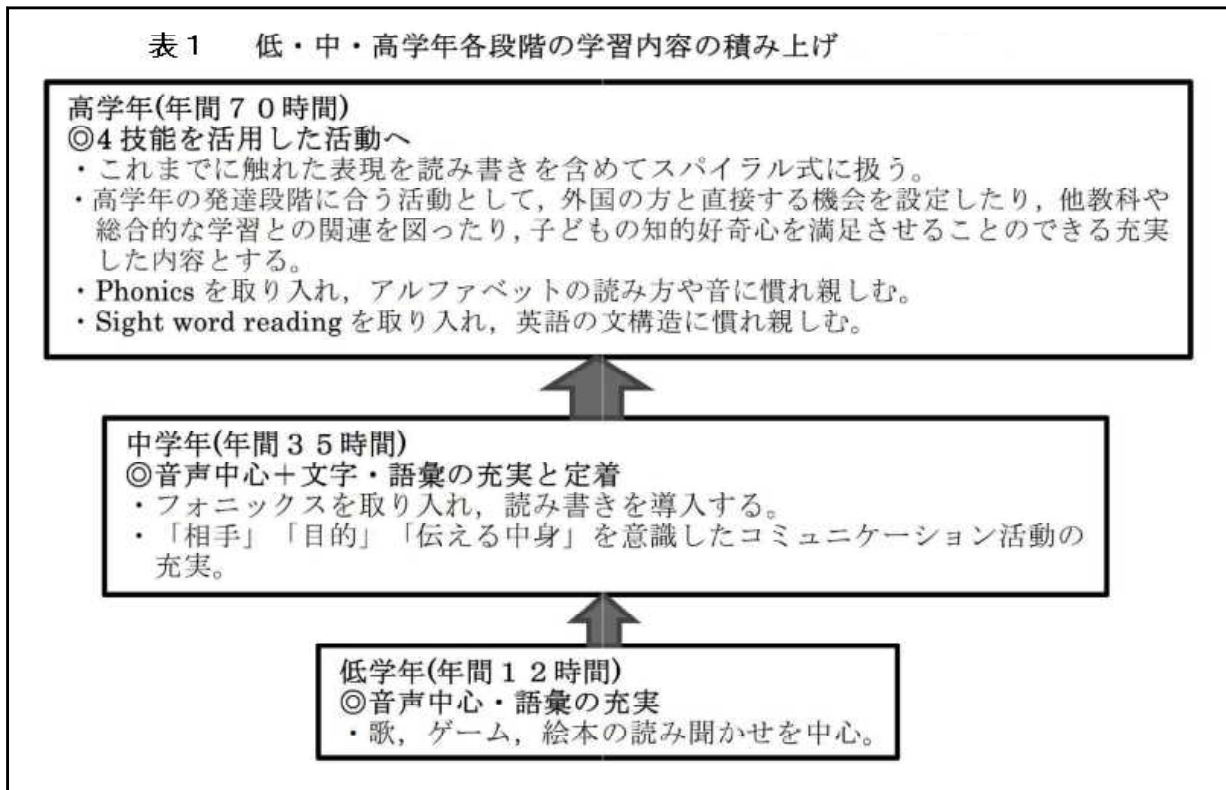 表１　低・中・高学年各段階の学習内容の積み上げ
高学年(年間７０時間)
◎4技能を活用した活動へ
・これまでに触れた表現を読み書きを含めてスパイラル式に扱う。
・高学年の発達段階に合う活動として，外国の方と直接する機会を設定したり，他教科や
総合的な学習との関連を図ったり，子どもの知的好奇心を満足させることのできる充実
した内容とする。
・Phonics を取り入れ，アルファベットの読み方や音に慣れ親しむ。
・Sight word reading を取り入れ，英語の文構造に慣れ親しむ。
中学年(年間３５時間)
◎音声中心＋文字・語彙の充実と定着
・フォニックスを取り入れ，読み書きを導入する。
・「相手」「目的」「伝える中身」を意識したコミュニケーション活動の
充実。
低学年(年間１２時間)
◎音声中心・語彙の充実
・歌，ゲーム，絵本の読み聞かせを中心。